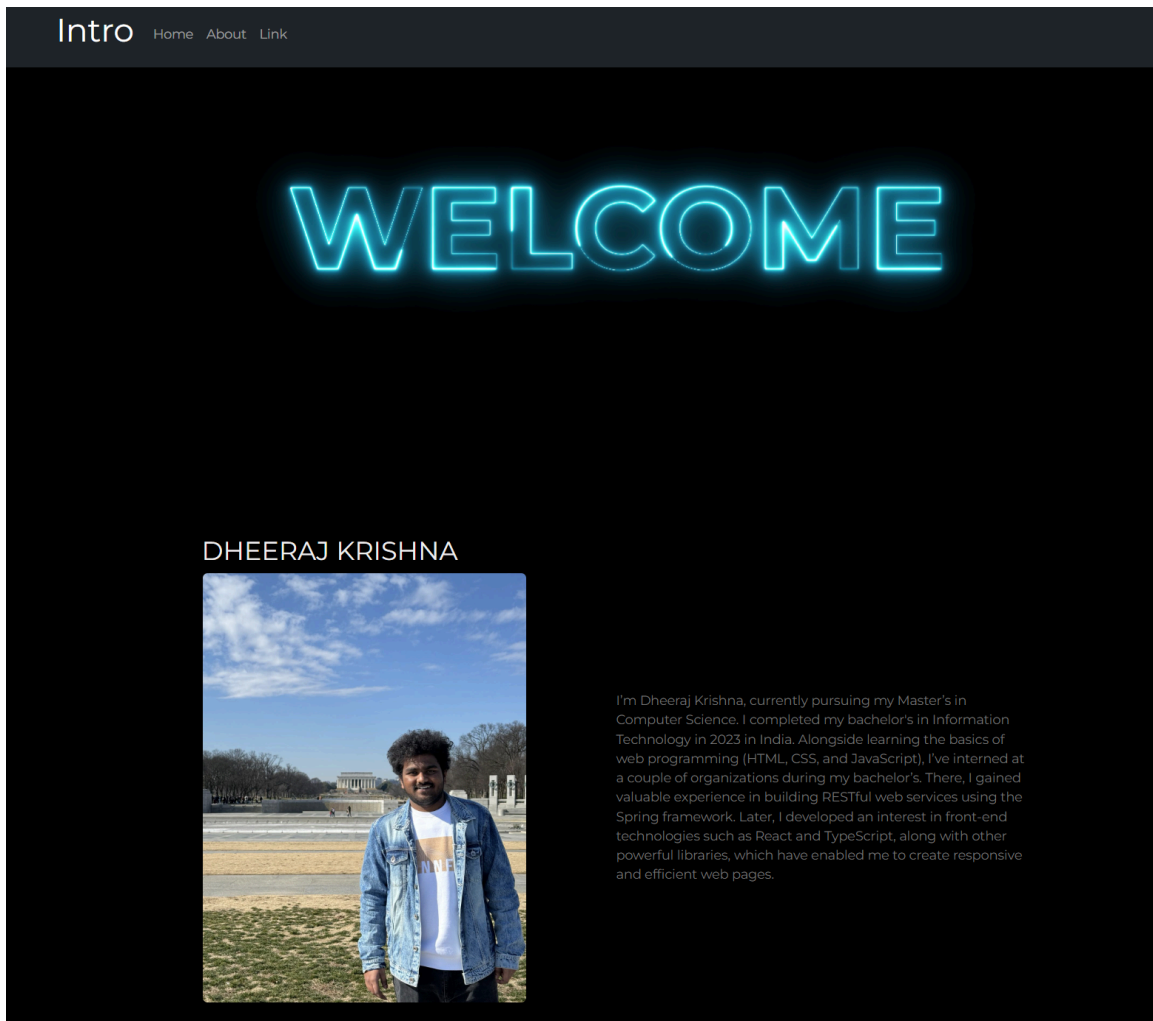 Intro Home About Link
WELCOME
DHEERAJ KRISHNA
I’m Dheeraj Krishna, currently pursuing my Master’s in
Computer Science. I completed my bachelor's in Information
Technology in 2023 in India. Alongside learning the basics of
web programming (HTML, CSS, and JavaScript), I’ve interned at
a couple of organizations during my bachelor’s. There, I gained
valuable experience in building RESTful web services using the
Spring framework. Later, I developed an interest in front-end
technologies such as React and TypeScript, along with other
powerful libraries, which have enabled me to create responsive
and efficient web pages.